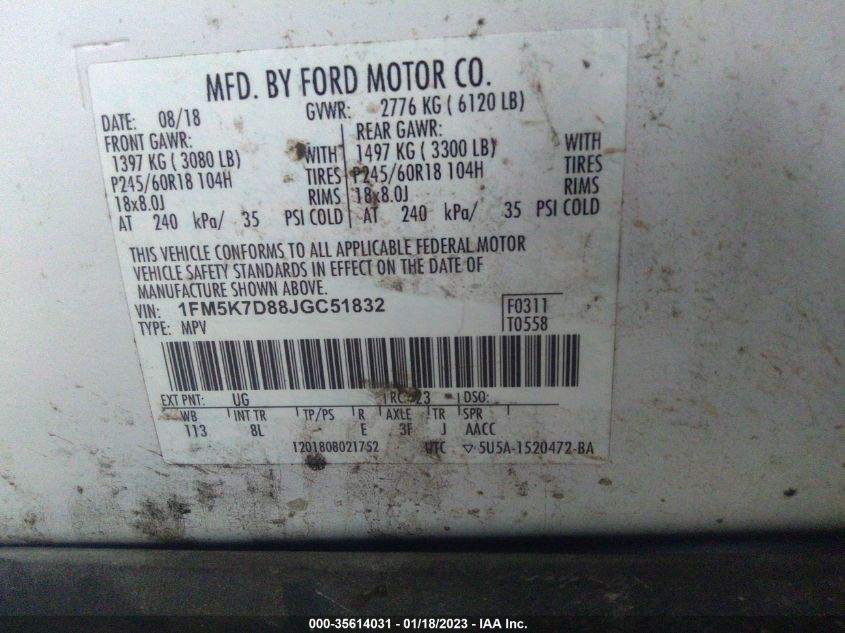 MFD. BY FORD MOTOR CO.
DATE: 08/18 GVWR: 2776 KG ( 6120 LB)
FRONT GAWR: REAR GAWR:
1397 KG ( 3080 LB) WITH 1497 KG ( 3300 LB) WITH
P245/60R18 104H TIRES P245/60R18 104H TIRES
18x8.0J RIMS 18x8.0J RIMS
AT 240 kPa/ 35 PSI COLD AT 240 kPa/ 35 PSI COLD
THIS VEHICLE CONFORMS TO ALL APPLICABLE FEDERAL MOTOR
VEHICLE SAFETY STANDARDS IN EFFECT ON THE DATE OF
MANUFACTURE SHOWN ABOVE.
VIN: 1FM5K7D88JGC51832 F0311
TYPE: MPV T0558
EXT PNT: UG RC: 23 DSO:
WB INT TR TP/PS R AXLE TR SPR
113 8L E 3F J AACC
1201808021752 UTC ▽ 5U5A-1520472-BA
000-35614031 - 01/18/2023 - IAA Inc.